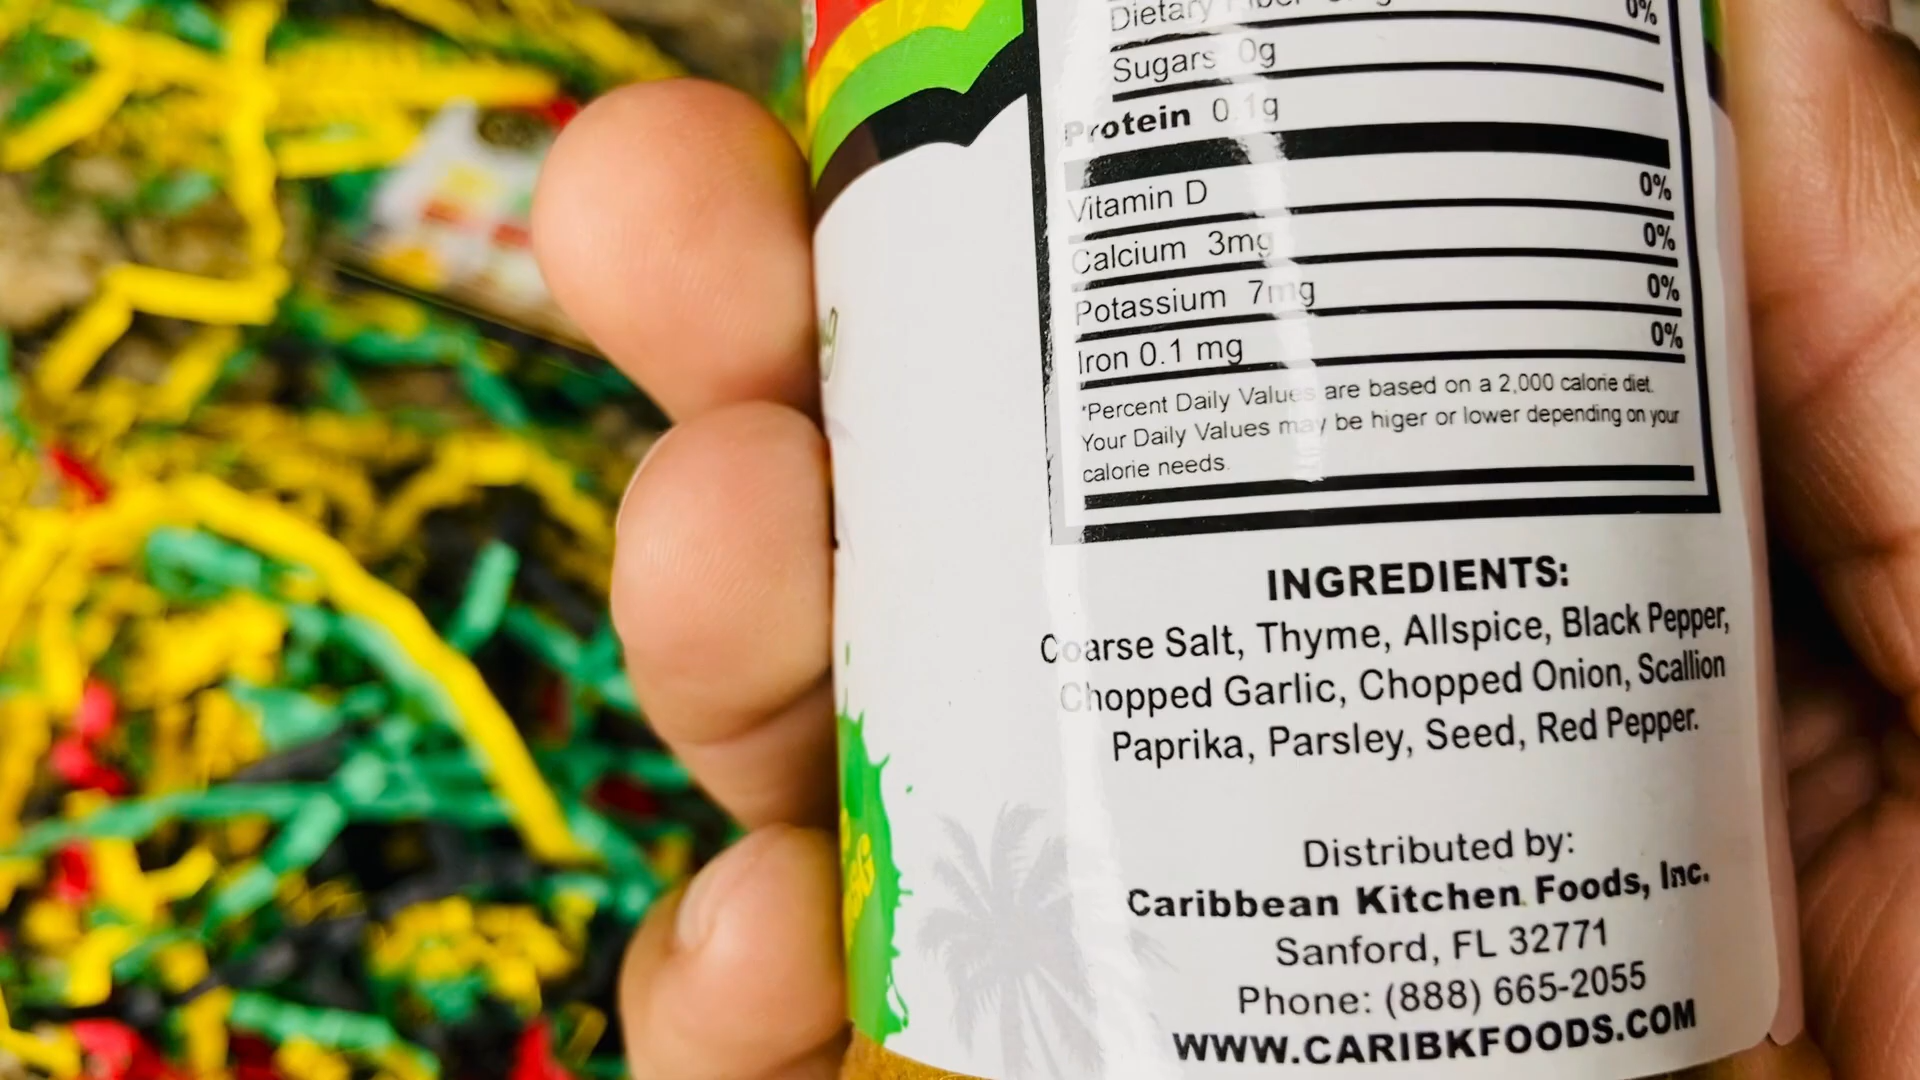 Dietary Fiber
0%
Sugars 0g
Protein 0.1g
Vitamin D 0%
Calcium 3mg 0%
Potassium 7mg 0%
Iron 0.1 mg 0%
*Percent Daily Values are based on a 2,000 calorie diet.
Your Daily Values may be higer or lower depending on your
calorie needs.
INGREDIENTS:
Coarse Salt, Thyme, Allspice, Black Pepper,
Chopped Garlic, Chopped Onion, Scallion
Paprika, Parsley, Seed, Red Pepper.
Distributed by:
Caribbean Kitchen Foods, Inc.
Sanford, FL 32771
Phone: (888) 665-2055
WWW.CARIBKFOODS.COM